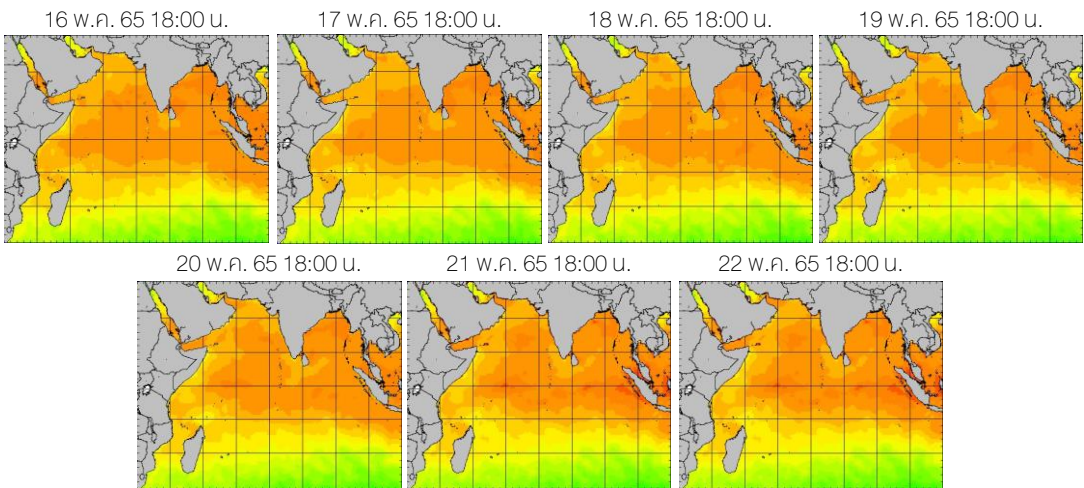 16 พ.ค. 65 18:00 น.
17 พ.ค. 65 18:00 น.
18 พ.ค. 65 18:00 น.
19 พ.ค. 65 18:00 น.
20 พ.ค. 65 18:00 น.
21 พ.ค. 65 18:00 น.
22 พ.ค. 65 18:00 น.